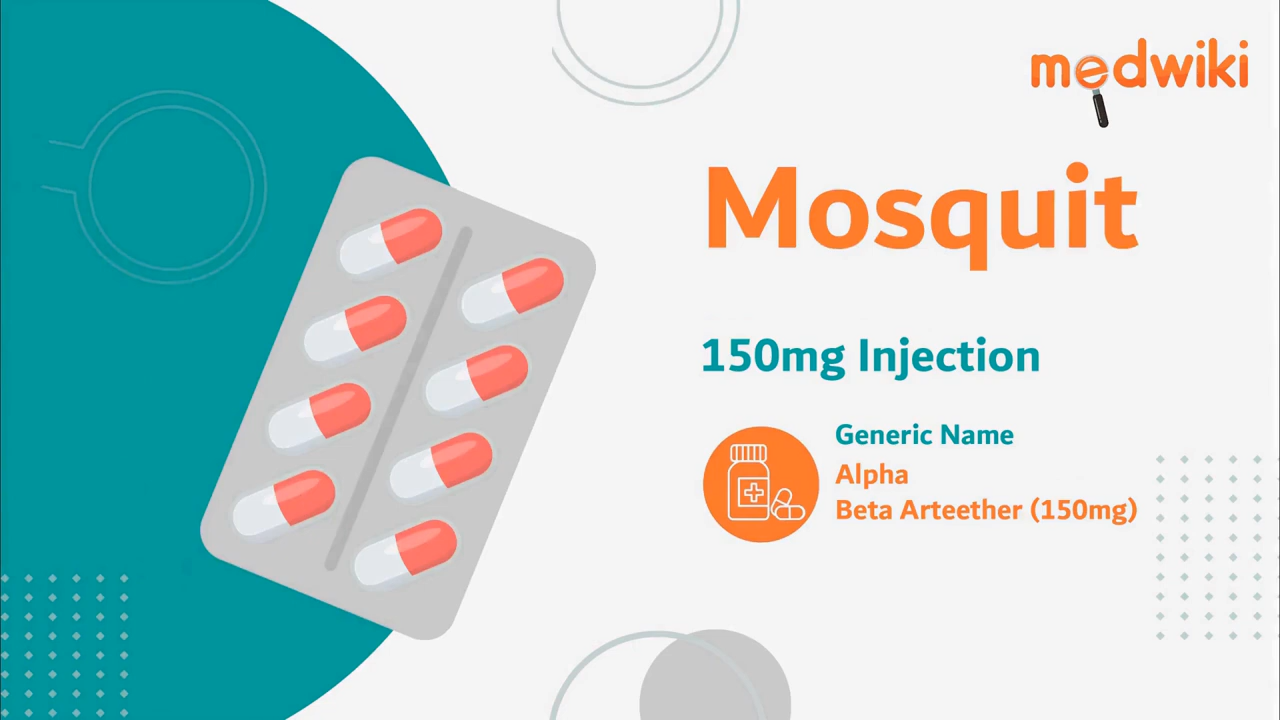 medwiki
Mosquit
150mg Injection
Generic Name
Alpha
Beta Arteether (150mg)